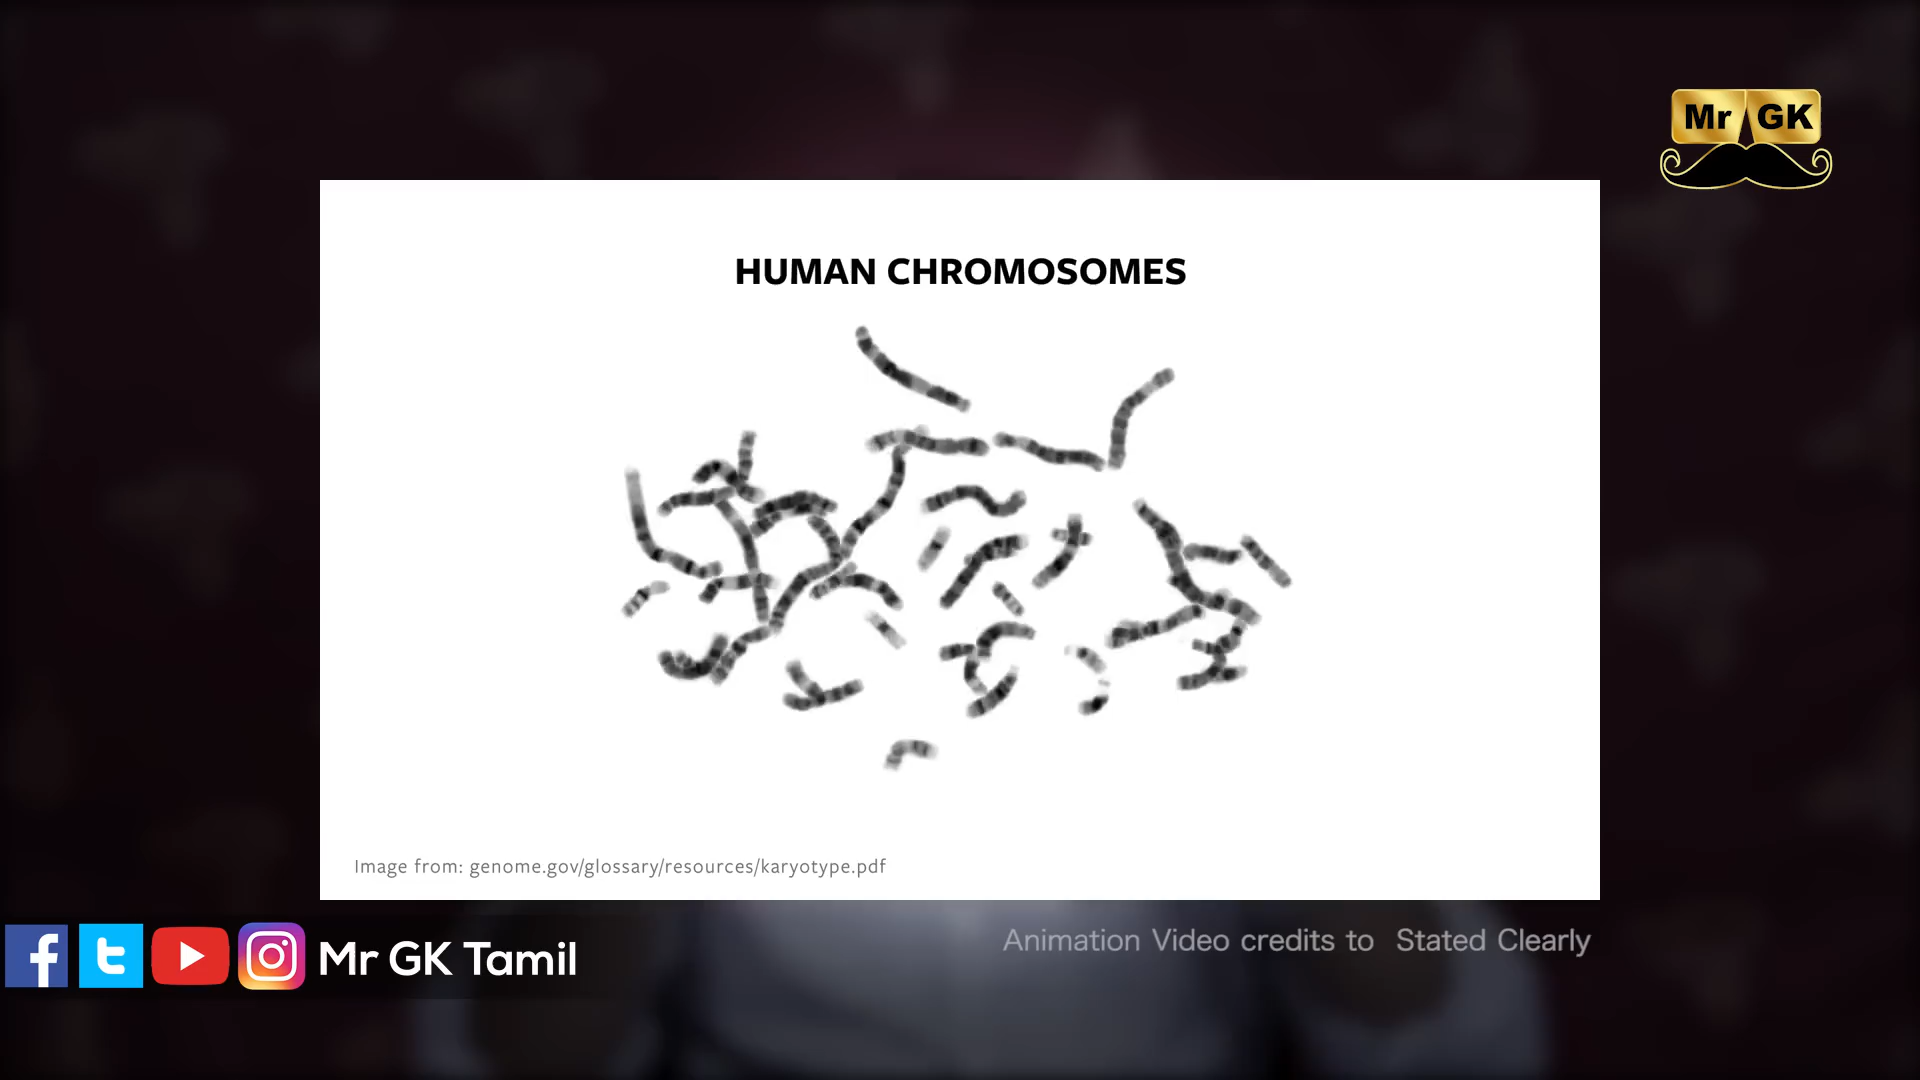 Mr GK
HUMAN CHROMOSOMES
Image from: genome.gov/glossary/resources/karyotype.pdf
Mr GK Tamil
Animation Video credits to Stated Clearly